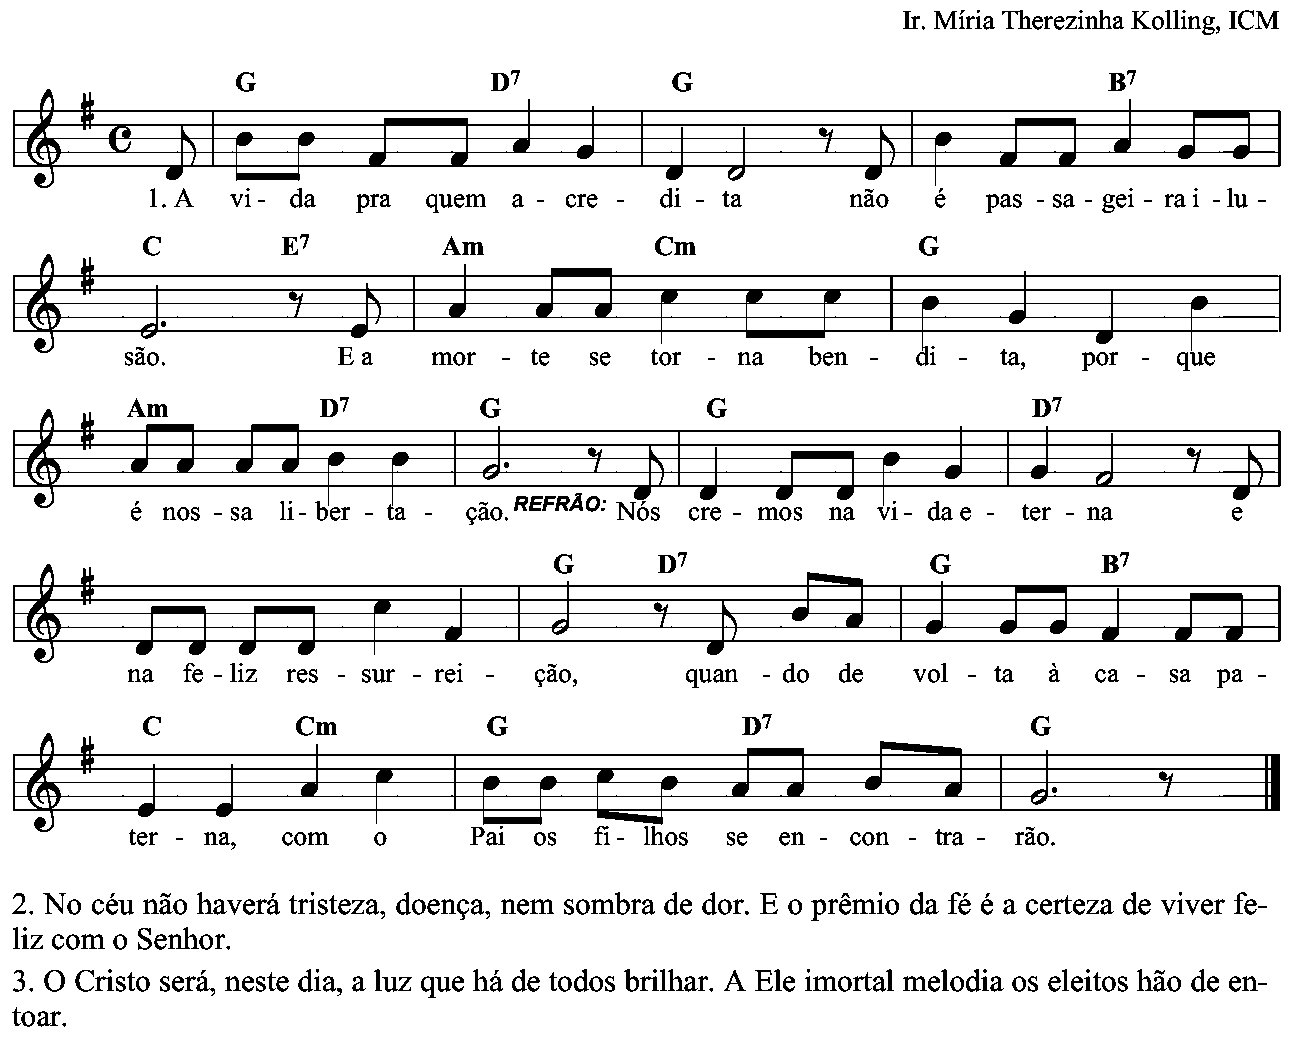 Ir. Míria Therezinha Kolling, ICM
G D7 G B7
1. A vi- da pra quem a-cre- di - ta não é pas - sa -gei-ra i - lu-
C E7 Am Cm G
são. E a mor - te se tor - na ben - di - ta, por - que
Am D7 G G D7
é nos-sa li-ber-ta- ção. REFRÃO: Nós cre - mos na vi-da e- ter - na e
G D7 G B7
na fe-liz res - sur - rei - ção, quan - do de vol - ta à ca - sa pa-
C Cm G D7 G
ter - na, com o Pai os fi - lhos se en - con - tra - rão.
2. No céu não haverá tristeza, doença, nem sombra de dor. E o prêmio da fé é a certeza de viver fe-
liz com o Senhor.
3. O Cristo será, neste dia, a luz que há de todos brilhar. A Ele imortal melodia os eleitos hão de en-
toar.